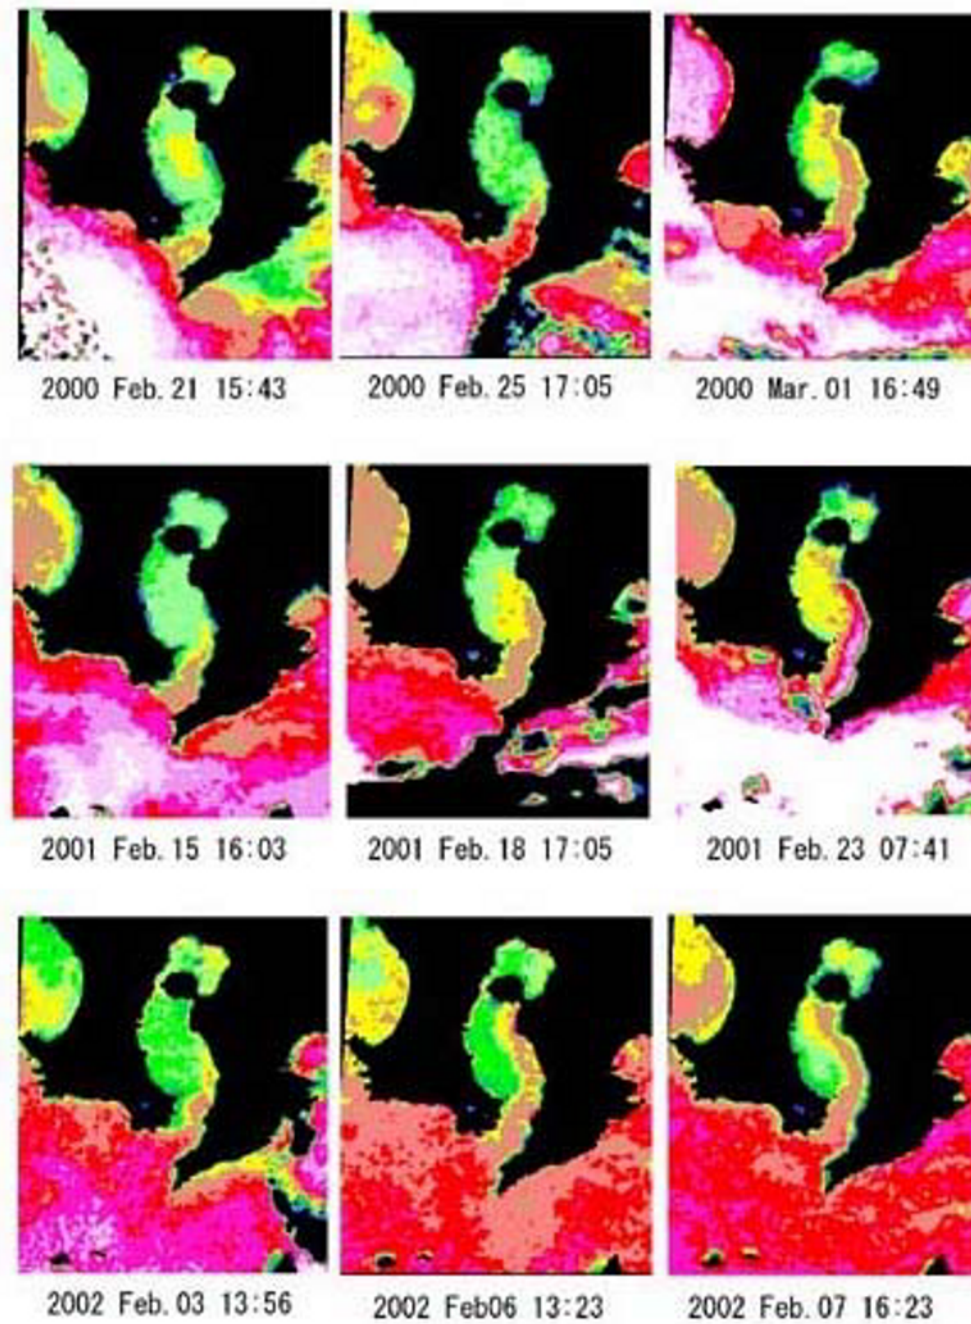 2000 Feb.21 15:43
2000 Feb.25 17:05
2000 Mar.01 16:49
2001 Feb.15 16:03
2001 Feb.18 17:05
2001 Feb.23 07:41
2002 Feb.03 13:56
2002 Feb06 13:23
2002 Feb.07 16:23